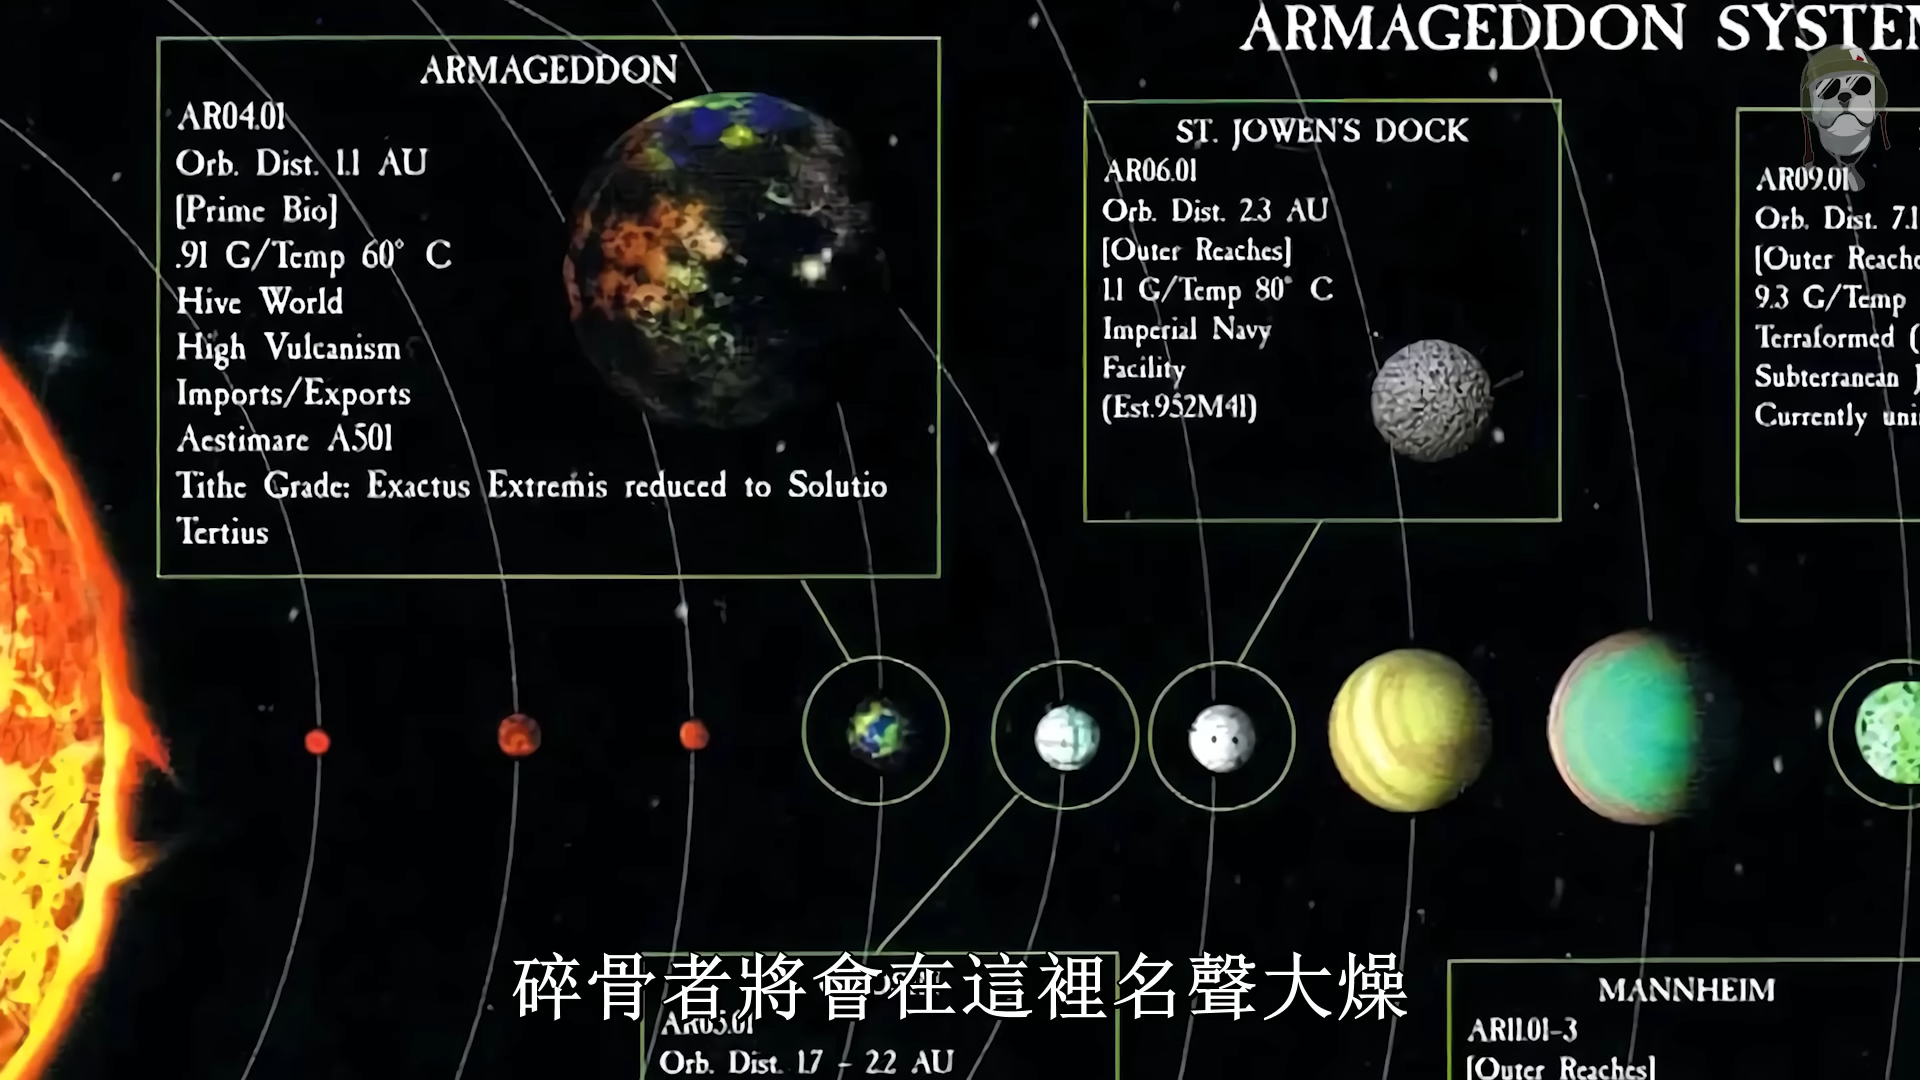 ARMAGEDDON SYSTEM
ARMAGEDDON
AR04.01
Orb. Dist. 1.1 AU
[Prime Bio]
.91 G/Temp 60° C
Hive World
High Vulcanism
Imports/Exports
Aestimare A501
Tithe Grade: Exactus Extremis reduced to Solutio
Tertius
ST. JOWEN'S DOCK
AR06.01
Orb. Dist. 2.3 AU
[Outer Reaches]
1.1 G/Temp 80° C
Imperial Navy
Facility
(Est.952M41)
AR09.01
Orb. Dist. 7.1
[Outer Reache
9.3 G/Temp
Terraformed (
Subterranean
Currently uni
碎骨者將會在這裡名聲大燥
AR05.01
Orb. Dist. 1.7 - 2.2 AU
MANNHEIM
AR11.01-3
[Outer Reaches]